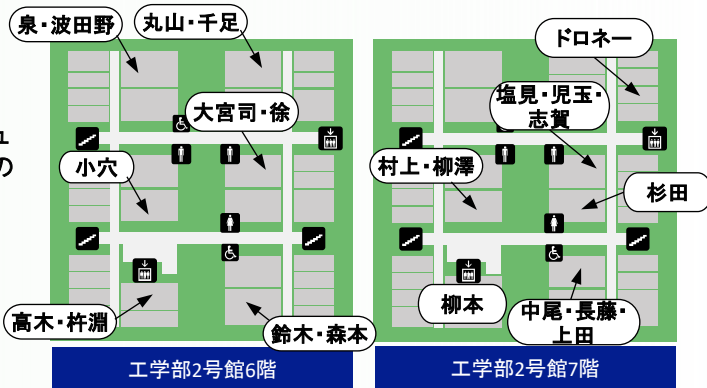 泉・波田野
丸山・千足
大宮司・徐
小穴
高木・杵淵
鈴木・森本
工学部2号館6階
ドロネー
塩見・児玉・
志賀
村上・柳澤
杉田
柳本
中尾・長藤・
上田
工学部2号館7階
ュ
の